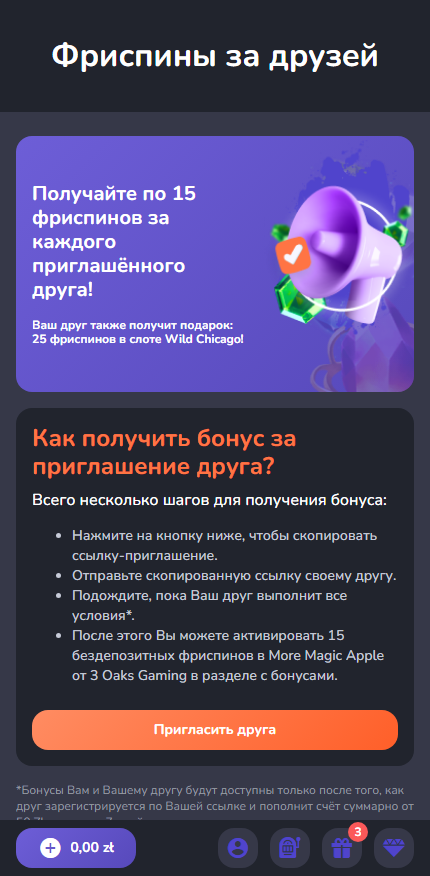 Фриспины за друзей
Получайте по 15
фриспинов за
каждого
приглашённого
друга!
Ваш друг также получит подарок:
25 фриспинов в слоте Wild Chicago!
Как получить бонус за
приглашение друга?
Всего несколько шагов для получения бонуса:
Нажмите на кнопку ниже, чтобы скопировать
ссылку-приглашение.
Отправьте скопированную ссылку своему другу.
Подождите, пока Ваш друг выполнит все
условия*.
После этого Вы можете активировать 15
бездепозитных фриспинов в More Magic Apple
от 3 Oaks Gaming в разделе с бонусами.
Пригласить друга
*Бонусы Вам и Вашему другу будут доступны только после того, как
друг зарегистрируется по Вашей ссылке и пополнит счёт суммарно от
0,00 zł
3